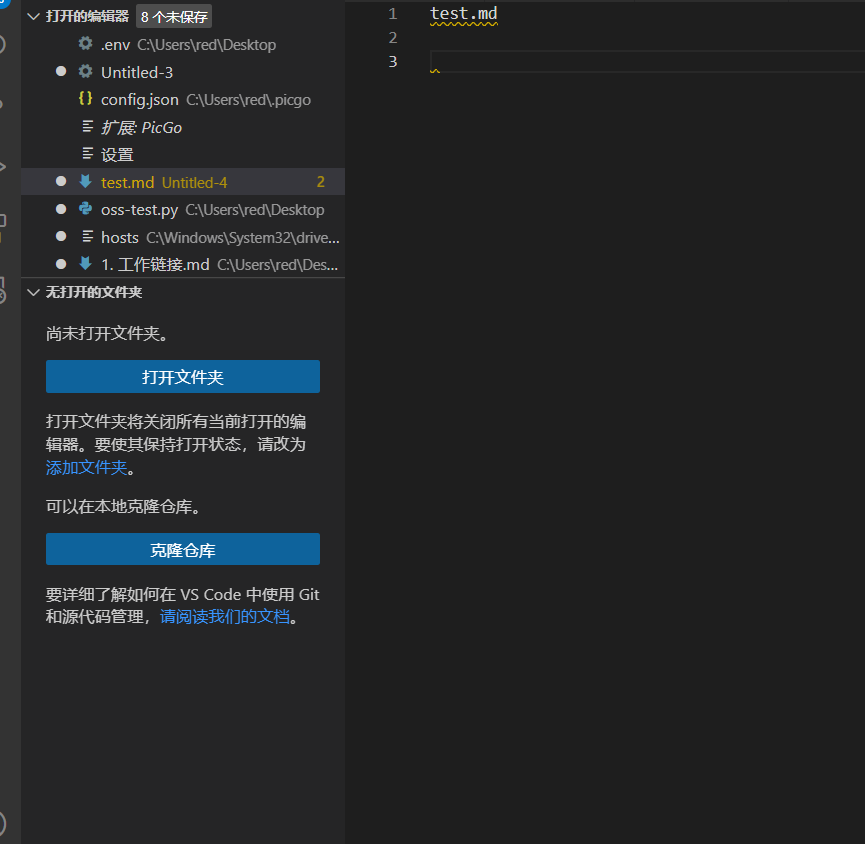 打开的编辑器 8 个未保存
.env C:\Users\red\Desktop
Untitled-3
config.json C:\Users\red\.picgo
扩展: PicGo
设置
test.md Untitled-4 2
oss-test.py C:\Users\red\Desktop
hosts C:\Windows\System32\drive...
1. 工作链接.md C:\Users\red\Des...
无打开的文件夹
尚未打开文件夹。
打开文件夹
打开文件夹将关闭所有当前打开的编
辑器。要使其保持打开状态，请改为
添加文件夹。
可以在本地克隆仓库。
克隆仓库
要详细了解如何在 VS Code 中使用 Git
和源代码管理，请阅读我们的文档。
1 test.md
2
3